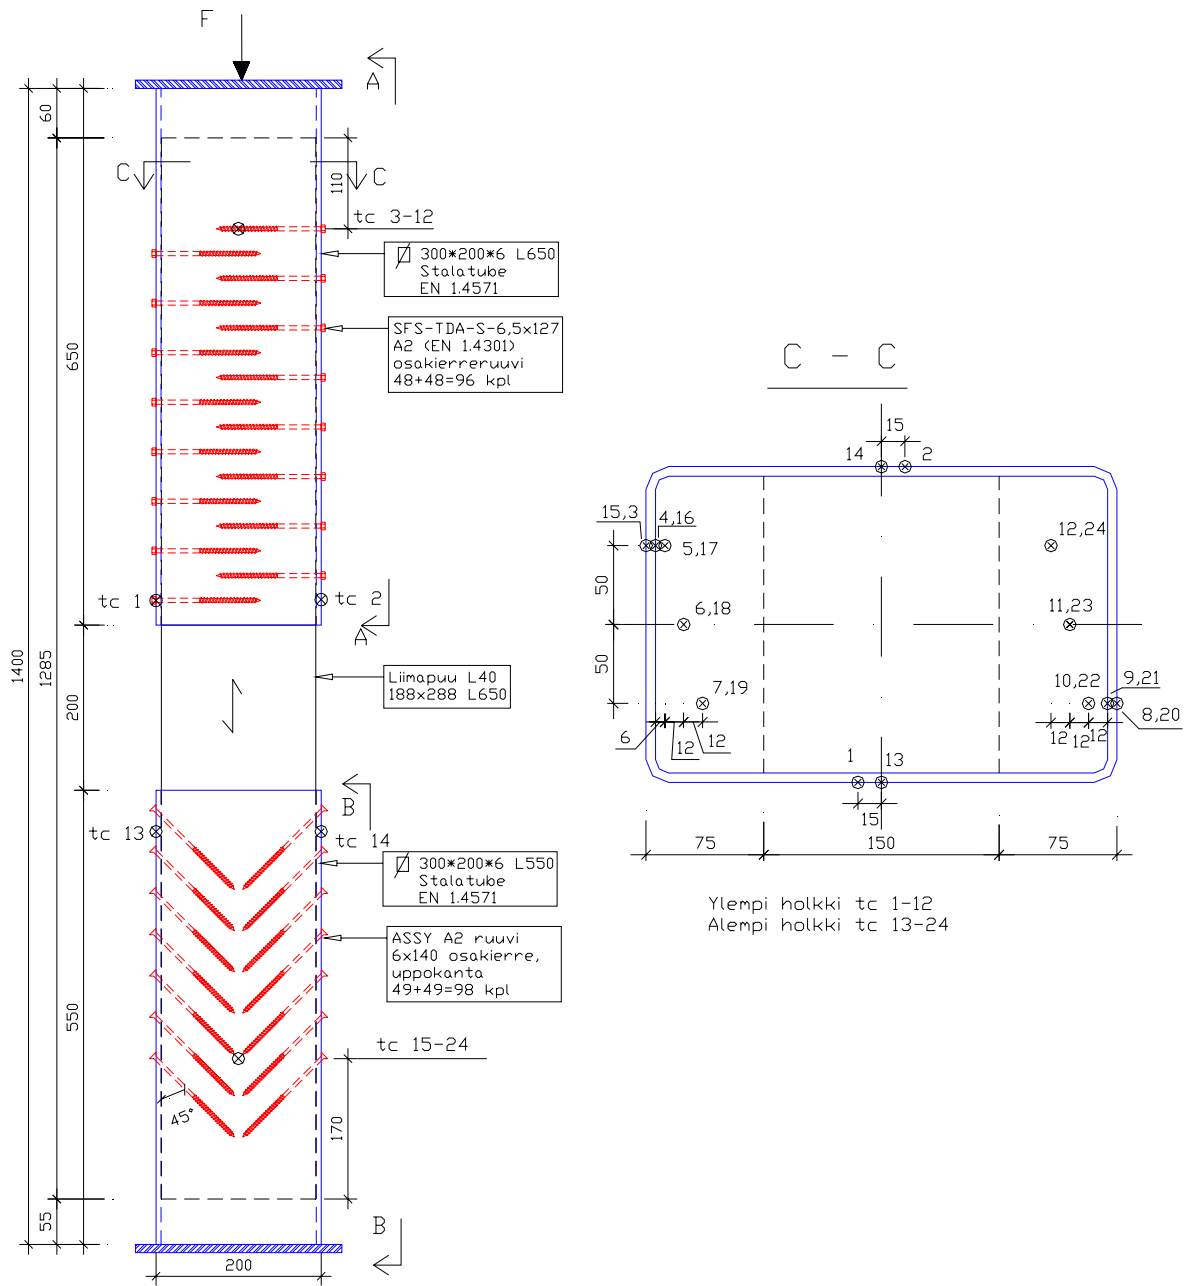 F
A
60
C
C
110
tc 3-12
300*200*6 L650
Stalatube
EN 1.4571
SFS-TDA-S-6,5x127
A2 (EN 1.4301)
osakierreruuvi
48+48=96 kpl
650
tc 1
tc 2
A
1400
1285
200
Liimapuu L40
188x288 L650
B
tc 13
tc 14
300*200*6 L550
Stalatube
EN 1.4571
ASSY A2 ruuvi
6x140 osakierre,
uppokanta
49+49=98 kpl
550
tc 15-24
45°
170
55
B
200
C - C
15
14
2
15,3
4,16
5,17
12,24
50
6,18
11,23
50
7,19
10,22
9,21
8,20
6
12
12
12
12
12
1
13
15
75
150
75
Ylempi holkki tc 1-12
Alempi holkki tc 13-24